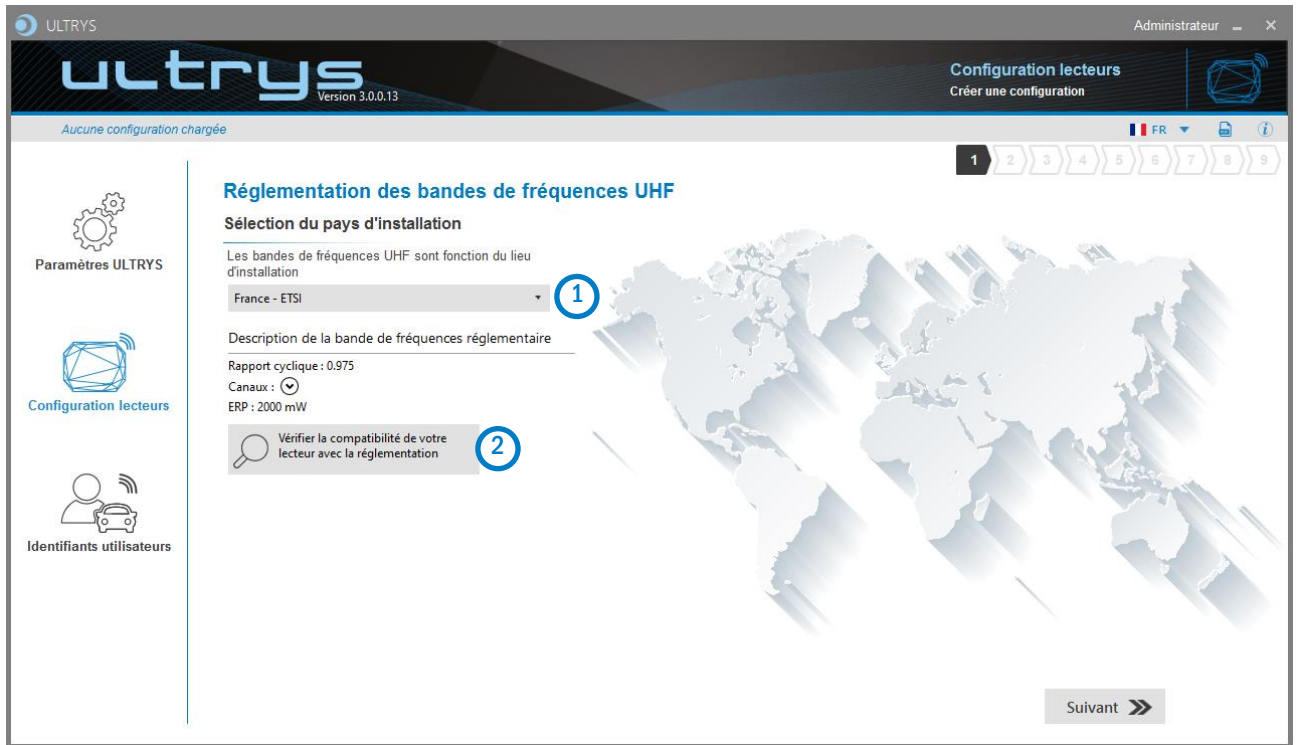 ULTRYS
Administrateur
ultrys
Version 3.0.0.13
Configuration lecteurs
Créer une configuration
Aucune configuration chargée
FR
1 2 3 4 5 6 7 8 9
Paramètres ULTRYS
Configuration lecteurs
Identifiants utilisateurs
Réglementation des bandes de fréquences UHF
Sélection du pays d'installation
Les bandes de fréquences UHF sont fonction du lieu
d'installation
France - ETSI
1
Description de la bande de fréquences réglementaire
Rapport cyclique : 0.975
Canaux :
ERP : 2000 mW
Vérifier la compatibilité de votre
lecteur avec la réglementation
2
Suivant